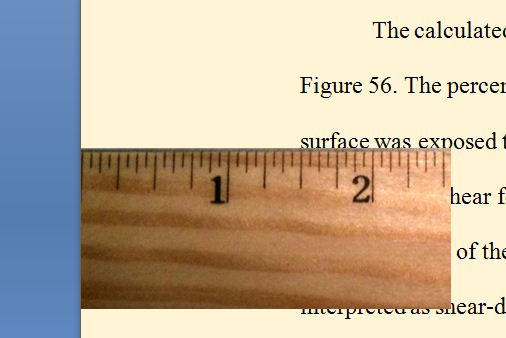 The calculated
Figure 56. The percen
surface was exposed t
1 2
hear f
of the
interpreted as shear-d